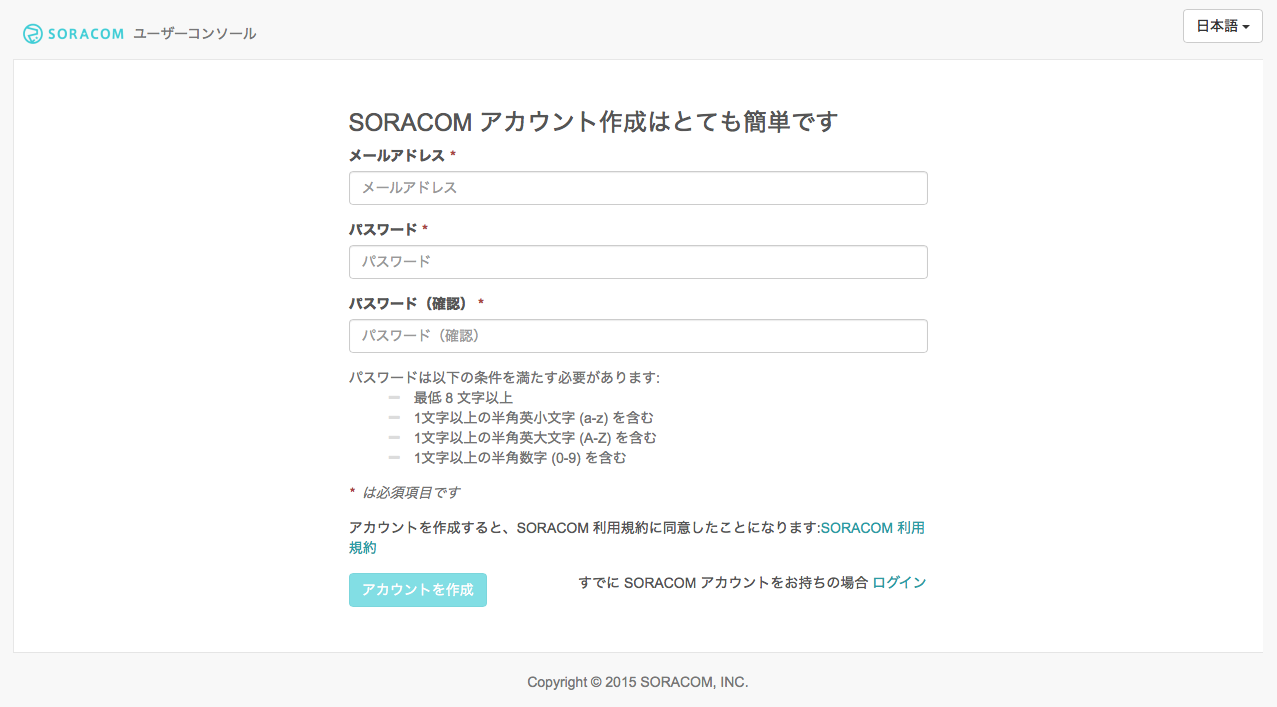 SORACOM ユーザーコンソール
日本語
SORACOM アカウント作成はとても簡単です
メールアドレス *
メールアドレス
パスワード *
パスワード
パスワード（確認） *
パスワード（確認）
パスワードは以下の条件を満たす必要があります:
最低 8 文字以上
1文字以上の半角英小文字 (a-z) を含む
1文字以上の半角英大文字 (A-Z) を含む
1文字以上の半角数字 (0-9) を含む
* は必須項目です
アカウントを作成すると、SORACOM 利用規約に同意したことになります:SORACOM 利用
規約
アカウントを作成
すでに SORACOM アカウントをお持ちの場合 ログイン
Copyright © 2015 SORACOM, INC.